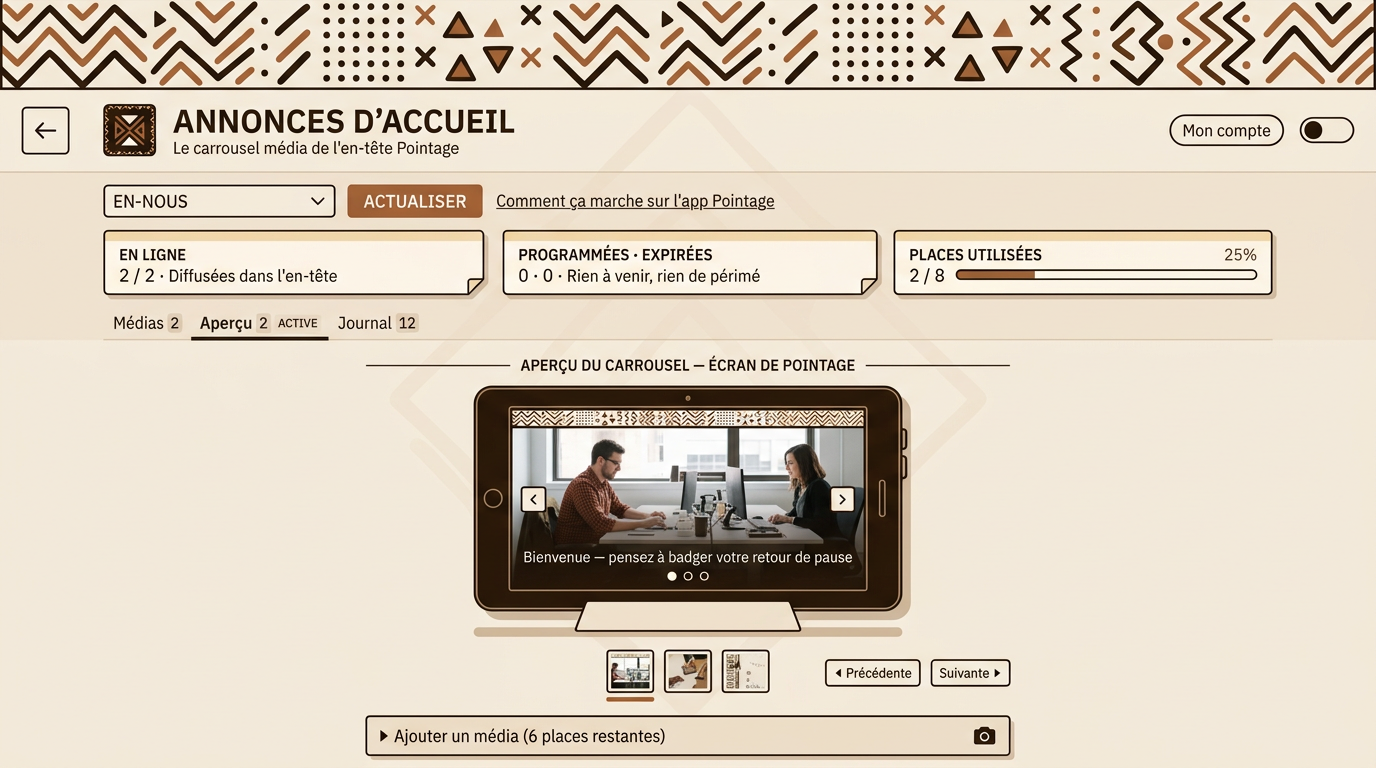 ANNONCES D’ACCUEIL
Le carrousel média de l'en-tête Pointage
Mon compte
EN-NOUS
ACTUALISER
Comment ça marche sur l'app Pointage
EN LIGNE
2 / 2 · Diffusées dans l'en-tête
PROGRAMMÉES · EXPIRÉES
0 · 0 · Rien à venir, rien de périmé
PLACES UTILISÉES
25%
2 / 8
Médias 2
Aperçu 2 ACTIVE
Journal 12
APERÇU DU CARROUSEL — ÉCRAN DE POINTAGE
Bienvenue — pensez à badger votre retour de pause
Précédente
Suivante
Ajouter un média (6 places restantes)